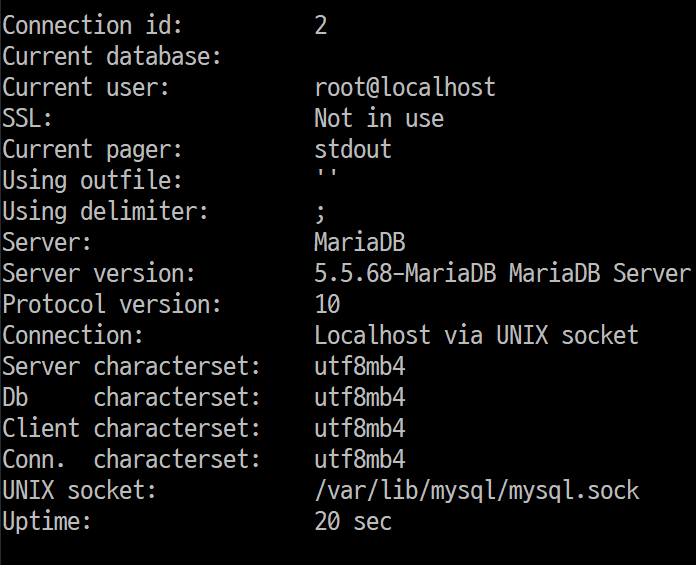 Connection id:          2
Current database:
Current user:           root@localhost
SSL:                    Not in use
Current pager:          stdout
Using outfile:          ''
Using delimiter:        ;
Server:                 MariaDB
Server version:         5.5.68-MariaDB MariaDB Server
Protocol version:       10
Connection:             Localhost via UNIX socket
Server characterset:    utf8mb4
Db     characterset:    utf8mb4
Client characterset:    utf8mb4
Conn.  characterset:    utf8mb4
UNIX socket:            /var/lib/mysql/mysql.sock
Uptime:                 20 sec